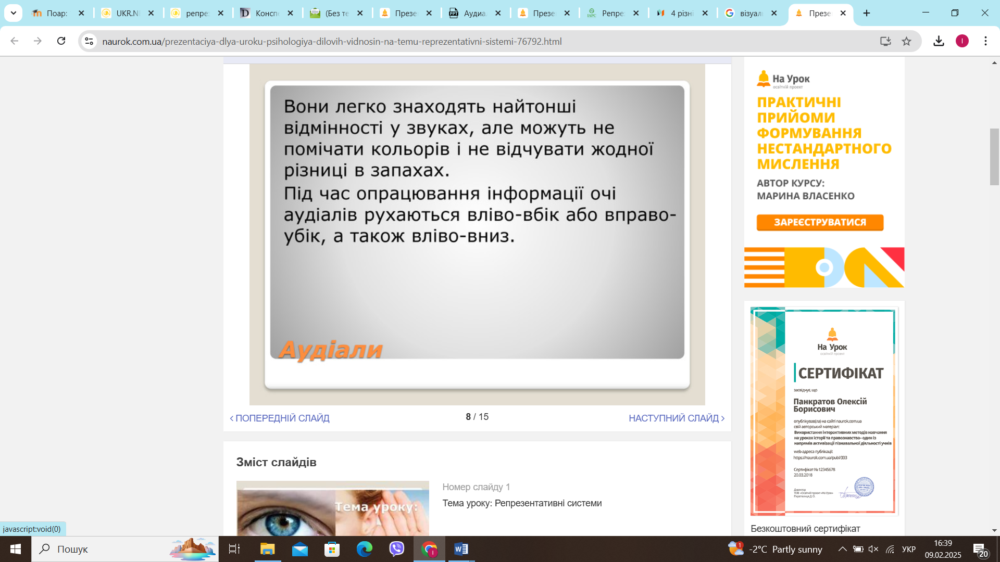 Поар:
UKR.NE
репрез
Консп
(Без те
Презе
Аудиа
Презе
Репре
4 різні
візуал
Презе
naurok.com.ua/prezentaciya-dlya-uroku-psihologiya-dilovih-vidnosin-na-temu-reprezentativni-sistemi-76792.html
Вони легко знаходять найтонші
відмінності у звуках, але можуть не
помічати кольорів і не відчувати жодної
різниці в запахах.
Під час опрацювання інформації очі
аудіалів рухаються вліво-вбік або вправо-
убік, а також вліво-вниз.
Аудіали
ПОПЕРЕДНІЙ СЛАЙД
8 / 15
НАСТУПНИЙ СЛАЙД
Зміст слайдів
Тема уроку:
Номер слайду 1
Тема уроку: Репрезентативні системи
На Урок
освітній проект
ПРАКТИЧНІ
ПРИЙОМИ
ФОРМУВАННЯ
НЕСТАНДАРТНОГО
МИСЛЕННЯ
АВТОР КУРСУ:
МАРИНА ВЛАСЕНКО
ЗАРЕЄСТРУВАТИСЯ
На Урок
освітній проект
СЕРТИФІКАТ
засвідчує, що
Панкратов Олексій
Борисович
опублікував(ла) на сайті naurok.com.ua
свій авторський матеріал:
Використання інтерактивних методів навчання
на уроках історії та правознавства– один із
напрямів активізації пізнавальної діяльності учнів
web-адреса публікації:
https://naurok.com.ua/publ/333
Сертифікат № 12345678
20.03.2018
Директор
ТОВ «Освітній проект «На Урок»
Безкоштовний сертифікат
javascript:void(0)
Пошук
1
-2°C Partly sunny
УКР
16:39
09.02.2025
20